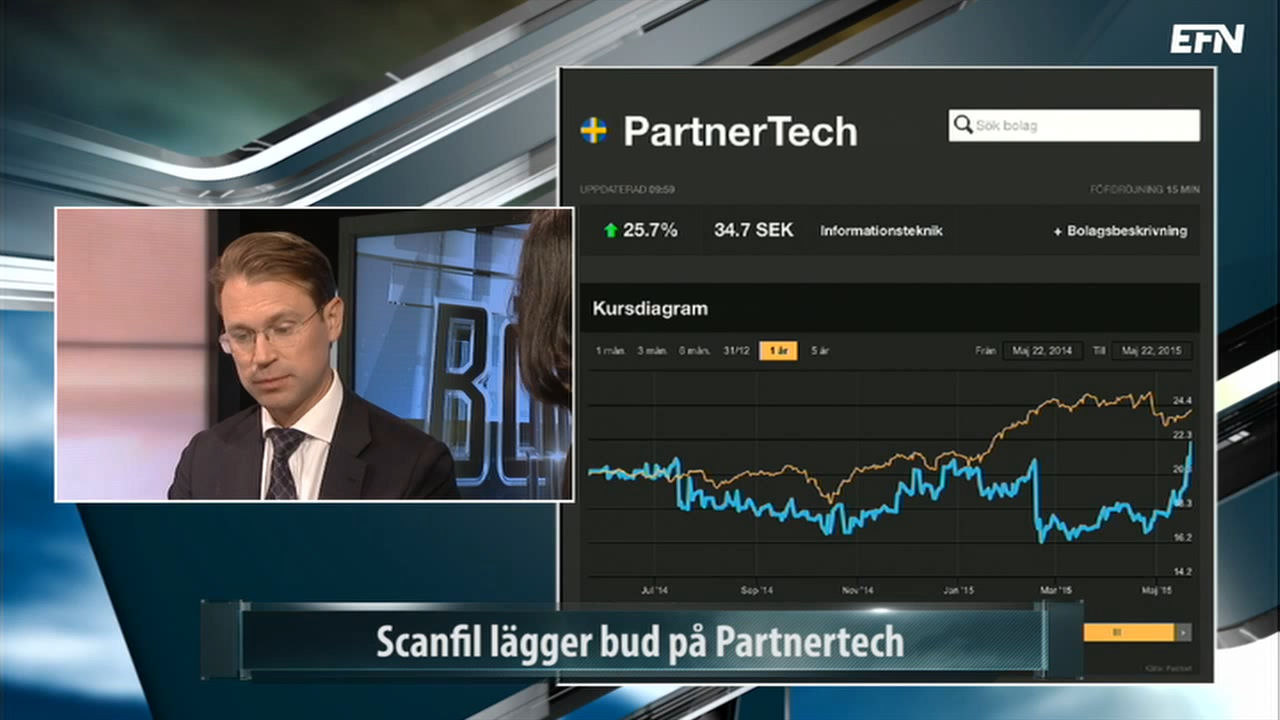 EFN
PartnerTech
Sök bolag
UPPDATERAD 09:59
FÖRDRÖJNING 15 MIN
25.7%
34.7 SEK
Informationsteknik
+ Bolagsbeskrivning
Kursdiagram
1 mån. 3 mån. 6 mån. 31/12 1 år 5 år
Från Maj 22, 2014 Till Maj 22, 2015
24.4
22.3
16.2
14.2
Jul '14 Sep '14 Nov '14 Jan '15 Mar '15 Maj '15
Scanfil lägger bud på Partnertech